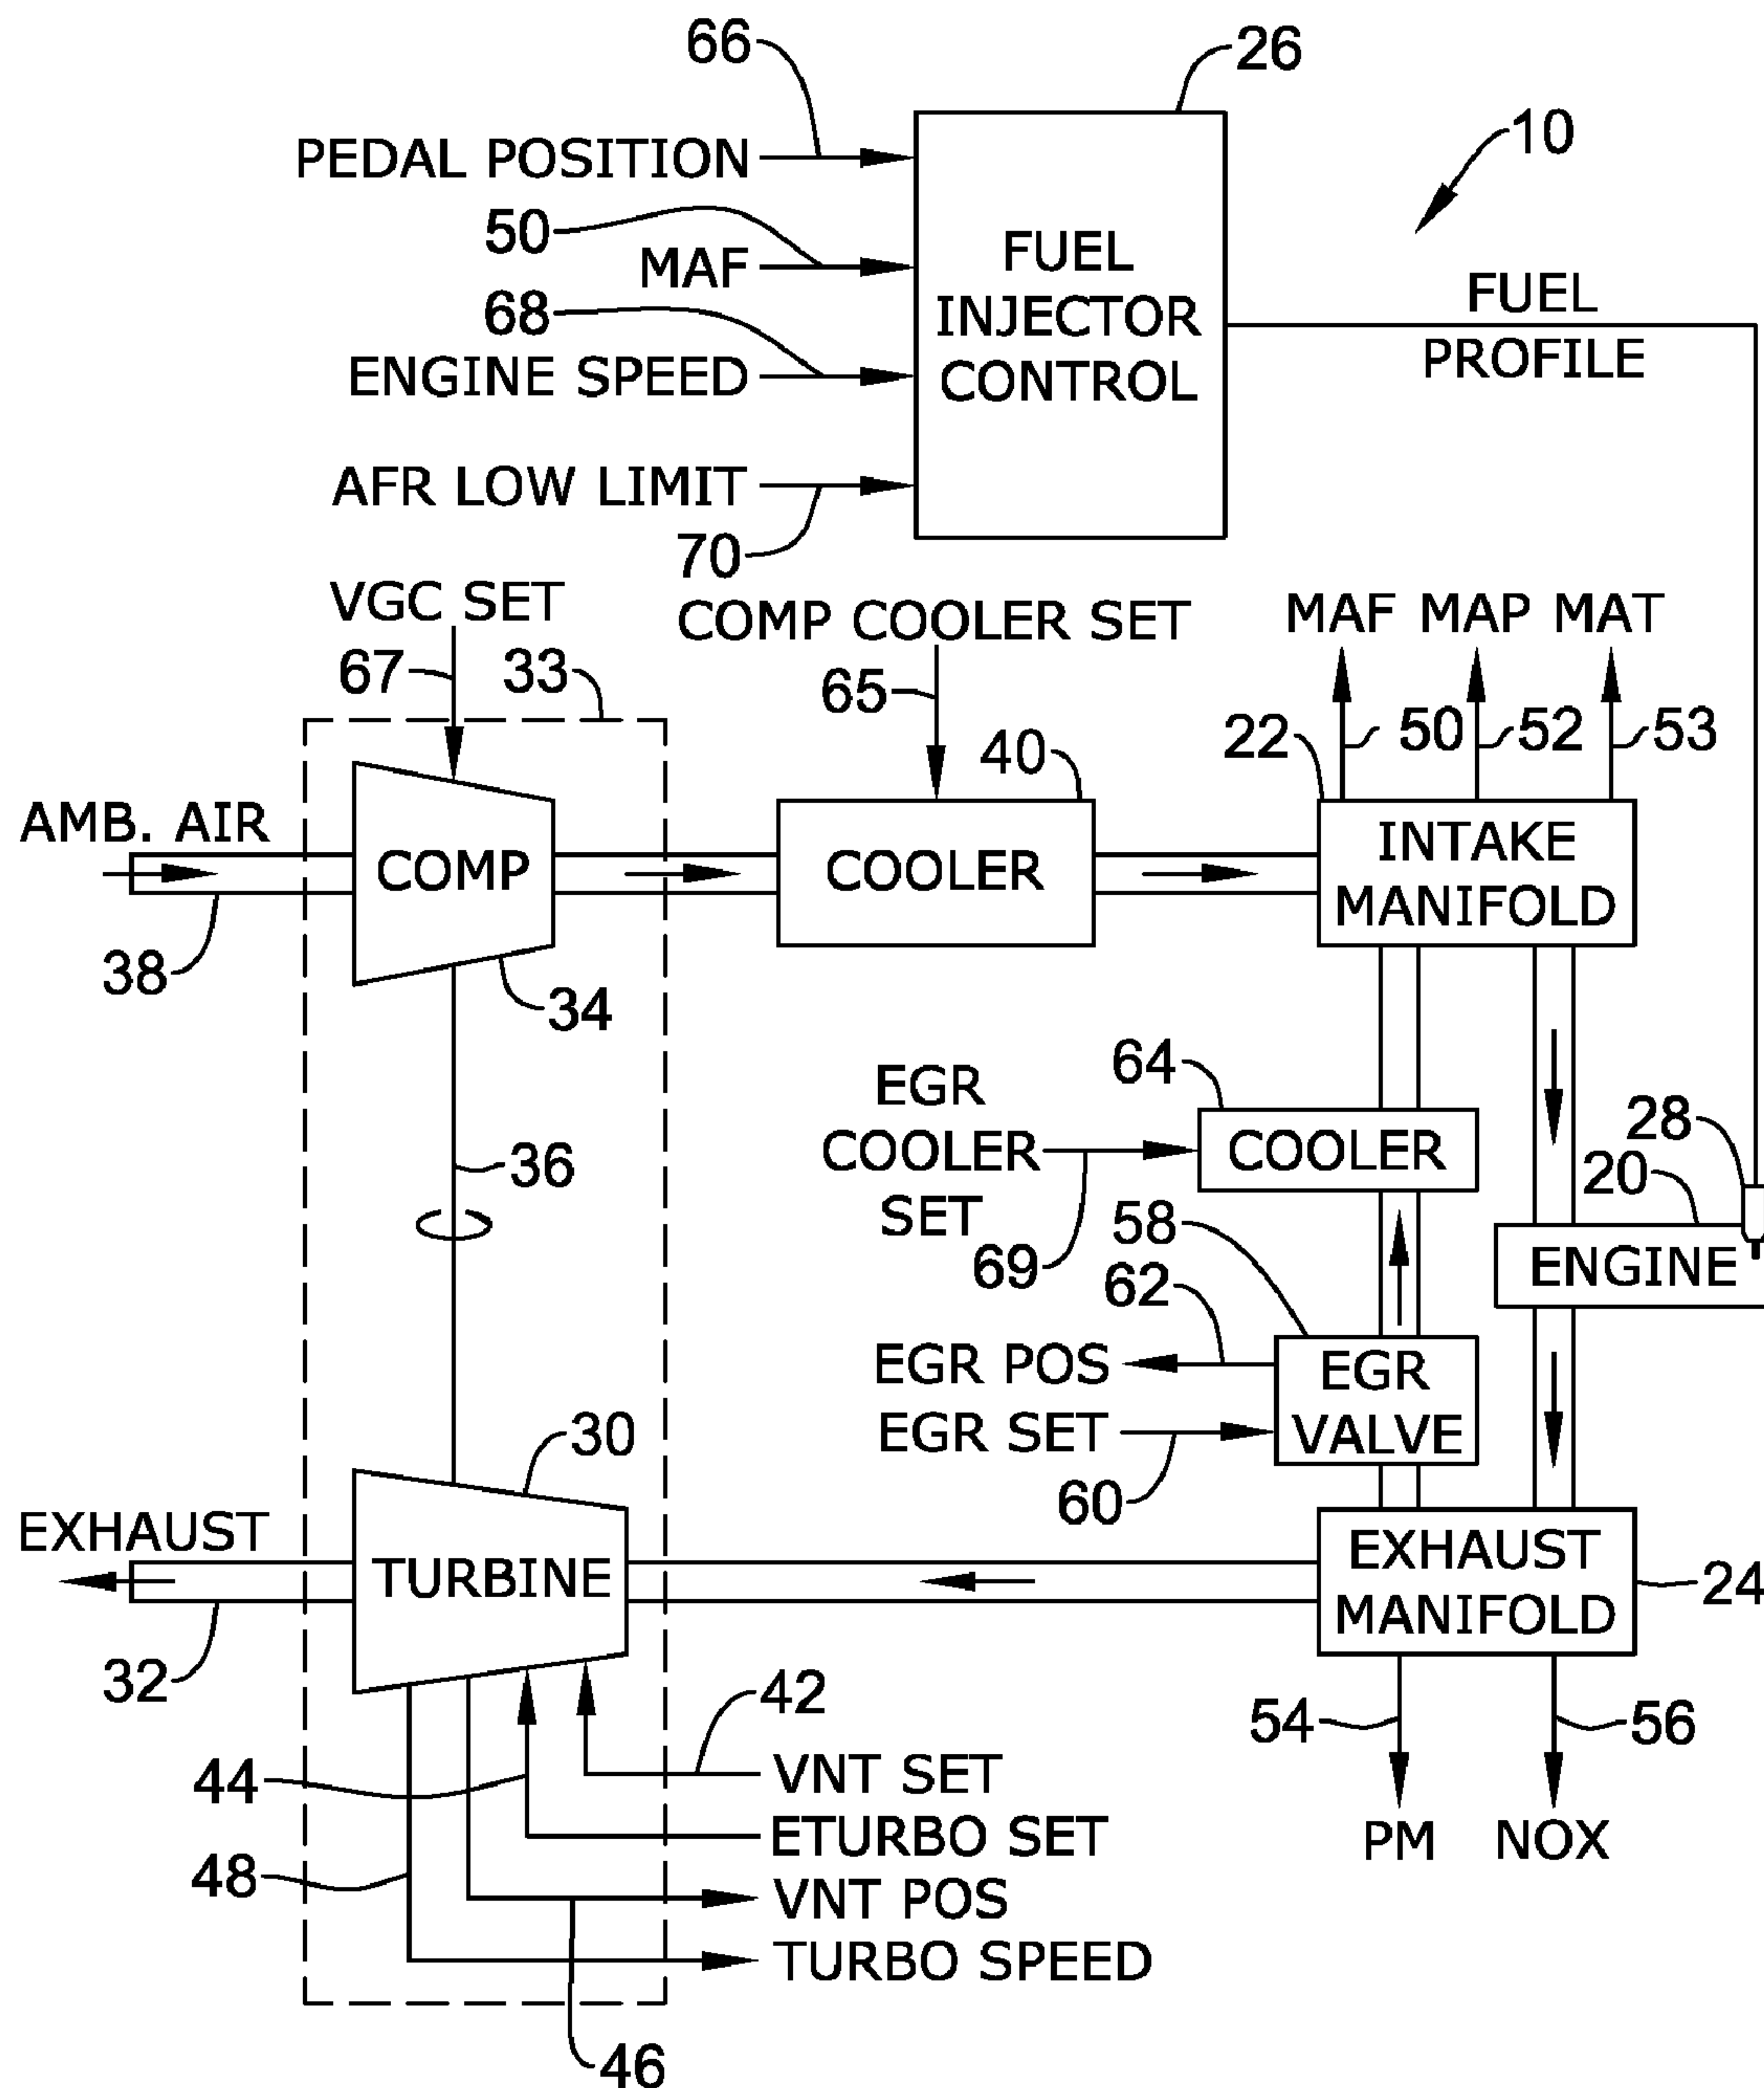 66
26
10
PEDAL POSITION
50
MAF
68
ENGINE SPEED
AFR LOW LIMIT
70
FUEL
INJECTOR
CONTROL
FUEL
PROFILE
VGC SET
67
33
COMP COOLER SET
65
40
MAF MAP MAT
22
50
52
53
AMB. AIR
COMP
COOLER
INTAKE
MANIFOLD
38
34
36
EGR
COOLER
SET
69
64
COOLER
28
20
ENGINE
58
62
EGR POS
EGR SET
60
EGR
VALVE
30
EXHAUST
TURBINE
EXHAUST
MANIFOLD
24
32
42
44
48
VNT SET
ETURBO SET
VNT POS
TURBO SPEED
46
54
56
PM
NOX